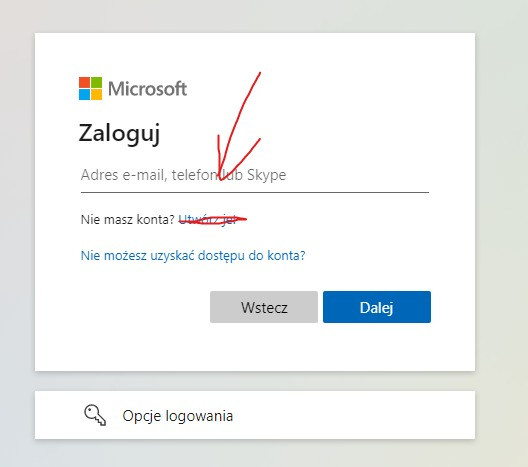 Microsoft
Zaloguj
Adres e-mail, telefon lub Skype
Nie masz konta? Utwórz je!
Nie możesz uzyskać dostępu do konta?
Wstecz
Dalej
Opcje logowania